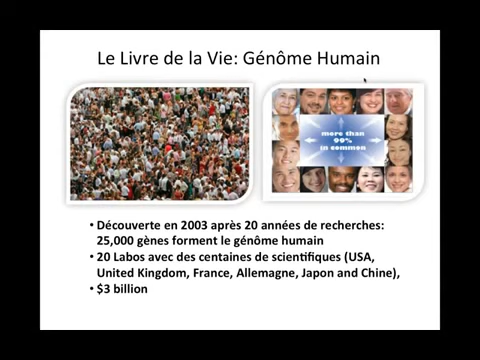 Le Livre de la Vie: Génôme Humain
more than
99%
in common
• Découverte en 2003 après 20 années de recherches:
25,000 gènes forment le génôme humain
• 20 Labos avec des centaines de scientifiques (USA,
United Kingdom, France, Allemagne, Japon and Chine),
• $3 billion